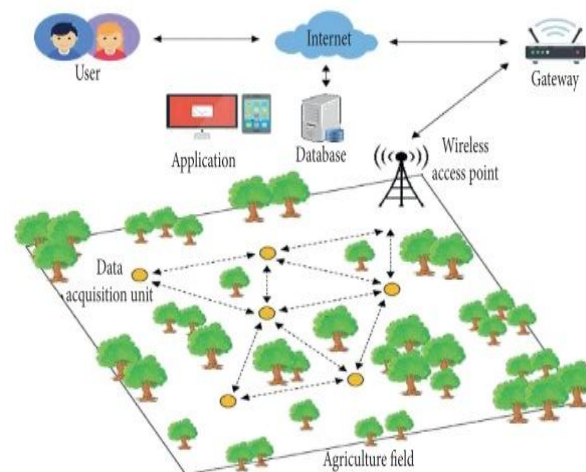 Internet
User
Gateway
Application
Database
Wireless
access point
Data
acquisition unit
Agriculture field